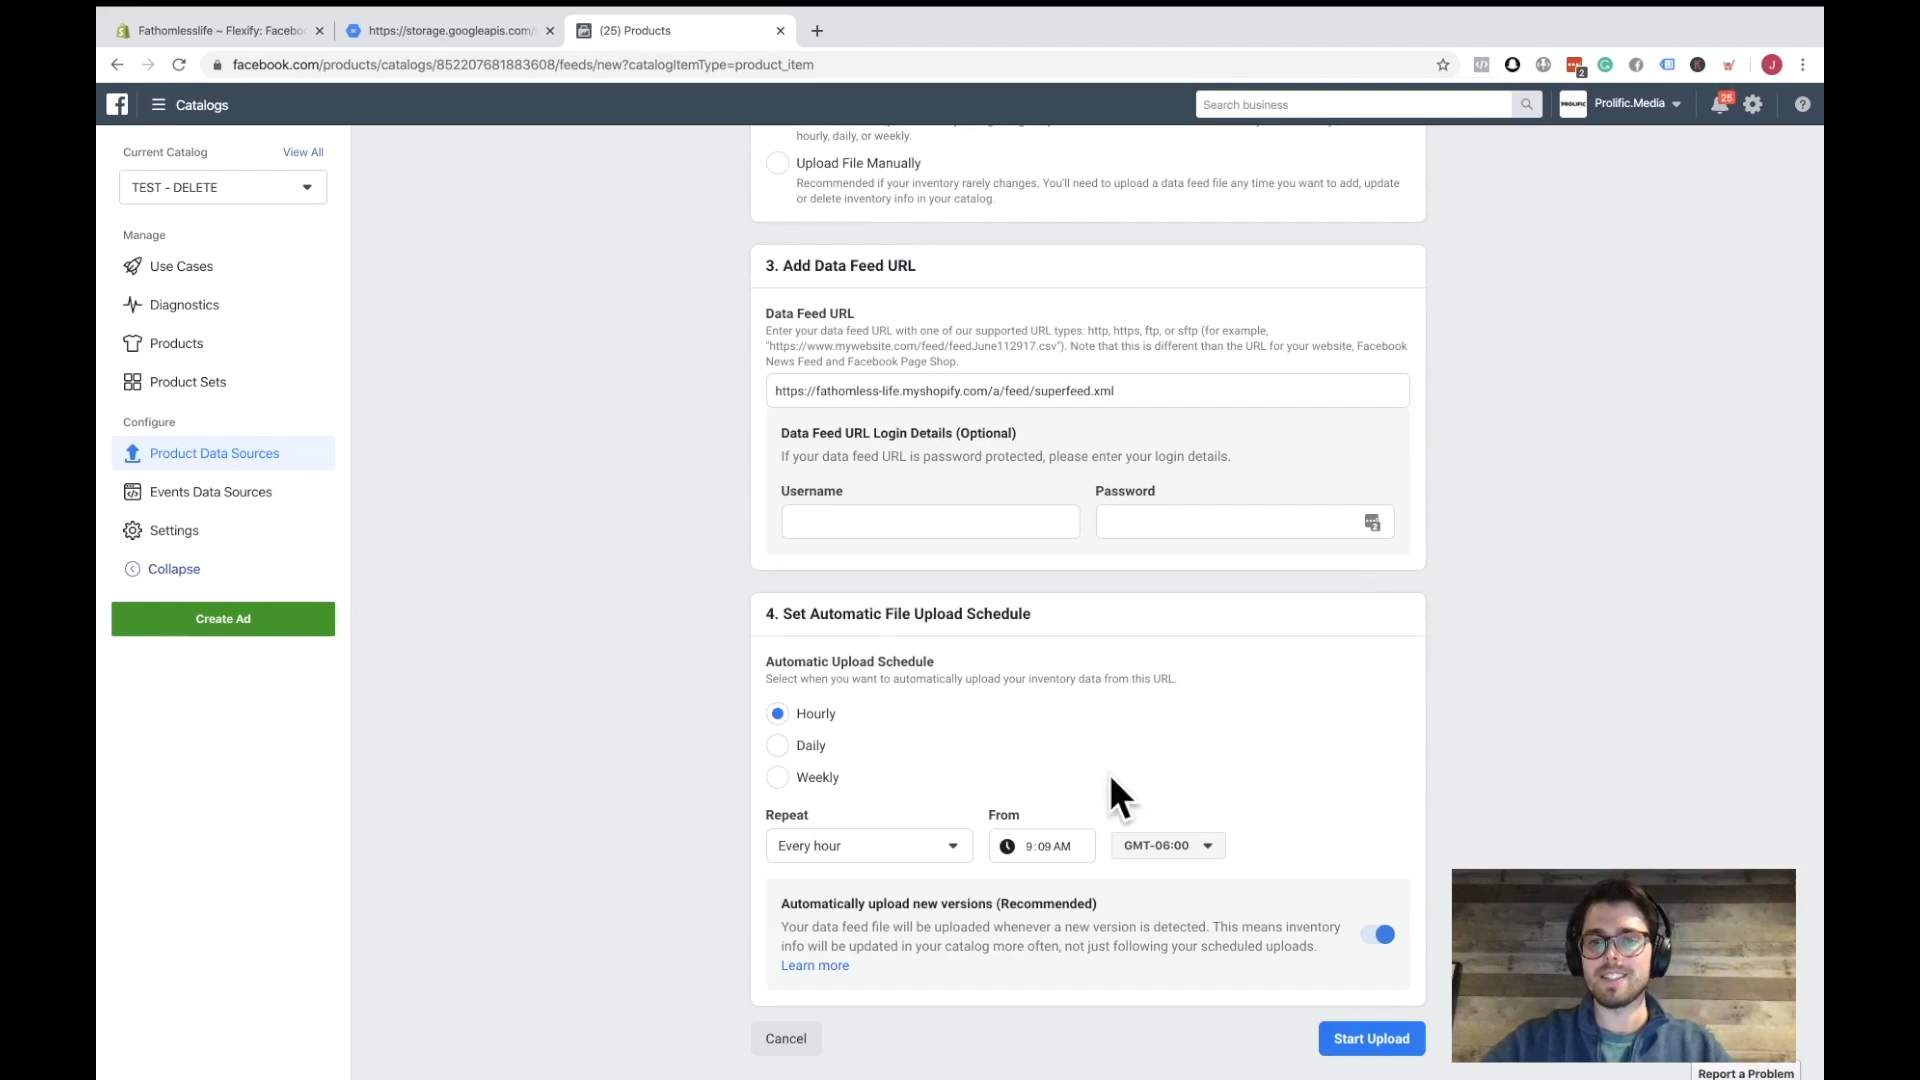 Fathomlesslife ~ Flexify: Facebo
https://storage.googleapis.com/
(25) Products
facebook.com/products/catalogs/852207681883608/feeds/new?catalogItemType=product_item
2
J
Catalogs
Search business
PROLIFIC
Prolific.Media
25
Current Catalog
View All
TEST - DELETE
Manage
Use Cases
Diagnostics
Products
Product Sets
Configure
Product Data Sources
Events Data Sources
Settings
Collapse
Create Ad
hourly, daily, or weekly.
Upload File Manually
Recommended if your inventory rarely changes. You'll need to upload a data feed file any time you want to add, update
or delete inventory info in your catalog.
3. Add Data Feed URL
Data Feed URL
Enter your data feed URL with one of our supported URL types: http, https, ftp, or sftp (for example,
"https://www.mywebsite.com/feed/feedJune112917.csv"). Note that this is different than the URL for your website, Facebook
News Feed and Facebook Page Shop.
https://fathomless-life.myshopify.com/a/feed/superfeed.xml
Data Feed URL Login Details (Optional)
If your data feed URL is password protected, please enter your login details.
Username
Password
2
4. Set Automatic File Upload Schedule
Automatic Upload Schedule
Select when you want to automatically upload your inventory data from this URL.
Hourly
Daily
Weekly
Repeat
From
Every hour
9:09 AM
GMT-06:00
Automatically upload new versions (Recommended)
Your data feed file will be uploaded whenever a new version is detected. This means inventory
info will be updated in your catalog more often, not just following your scheduled uploads.
Learn more
Cancel
Start Upload
Report a Problem